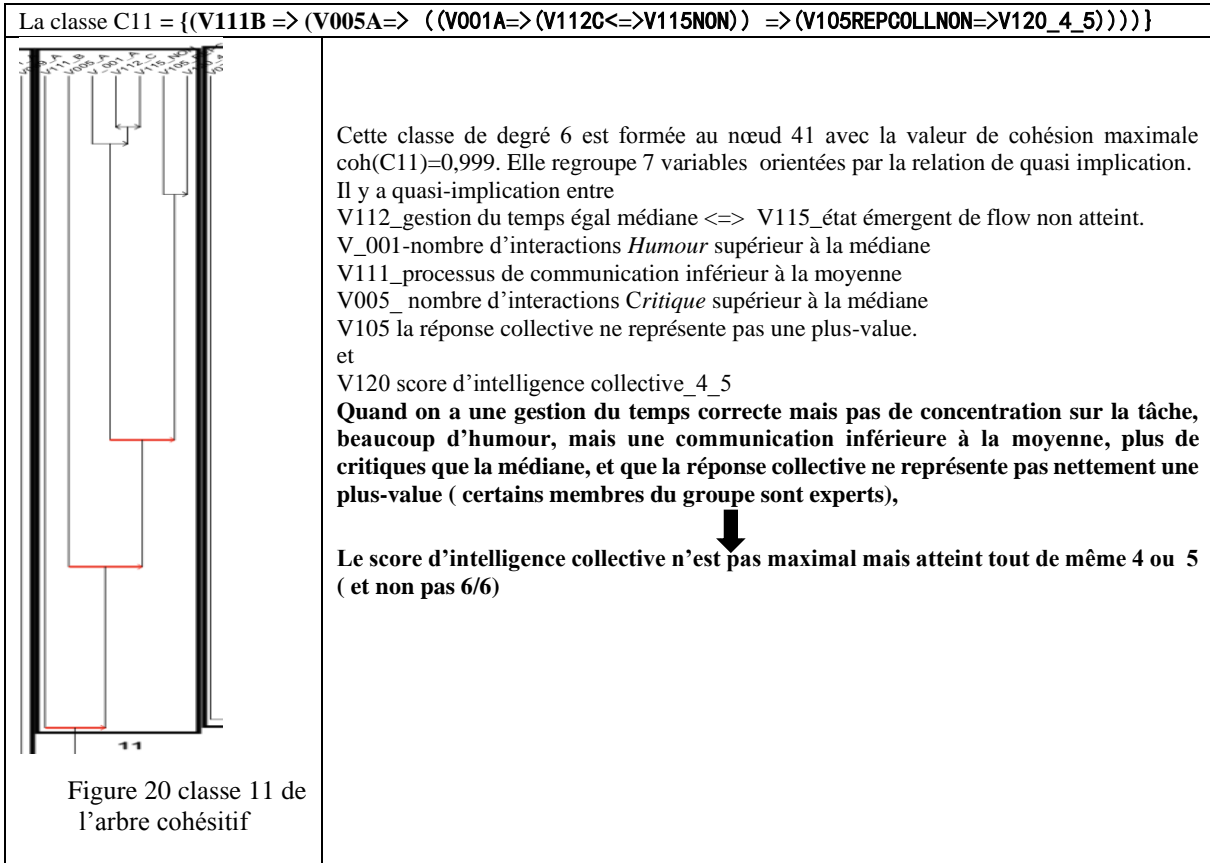 La classe C11 = {(V111B => (V005A=> ((V001A=>(V112C<=>V115NON)) =>(V105REPCOLLNON=>V120_4_5))))}
V111_B
V005_A
V_001_A
V112_C
V115_NON
V105
11
Figure 20 classe 11 de
l’arbre cohésitif
Cette classe de degré 6 est formée au nœud 41 avec la valeur de cohésion maximale
coh(C11)=0,999. Elle regroupe 7 variables orientées par la relation de quasi implication.
Il y a quasi-implication entre
V112_gestion du temps égal médiane <=> V115_état émergent de flow non atteint.
V_001-nombre d’interactions Humour supérieur à la médiane
V111_processus de communication inférieur à la moyenne
V005_ nombre d’interactions Critique supérieur à la médiane
V105 la réponse collective ne représente pas une plus-value.
et
V120 score d’intelligence collective_4_5
Quand on a une gestion du temps correcte mais pas de concentration sur la tâche,
beaucoup d’humour, mais une communication inférieure à la moyenne, plus de
critiques que la médiane, et que la réponse collective ne représente pas nettement une
plus-value ( certains membres du groupe sont experts),
Le score d’intelligence collective n’est pas maximal mais atteint tout de même 4 ou 5
( et non pas 6/6)